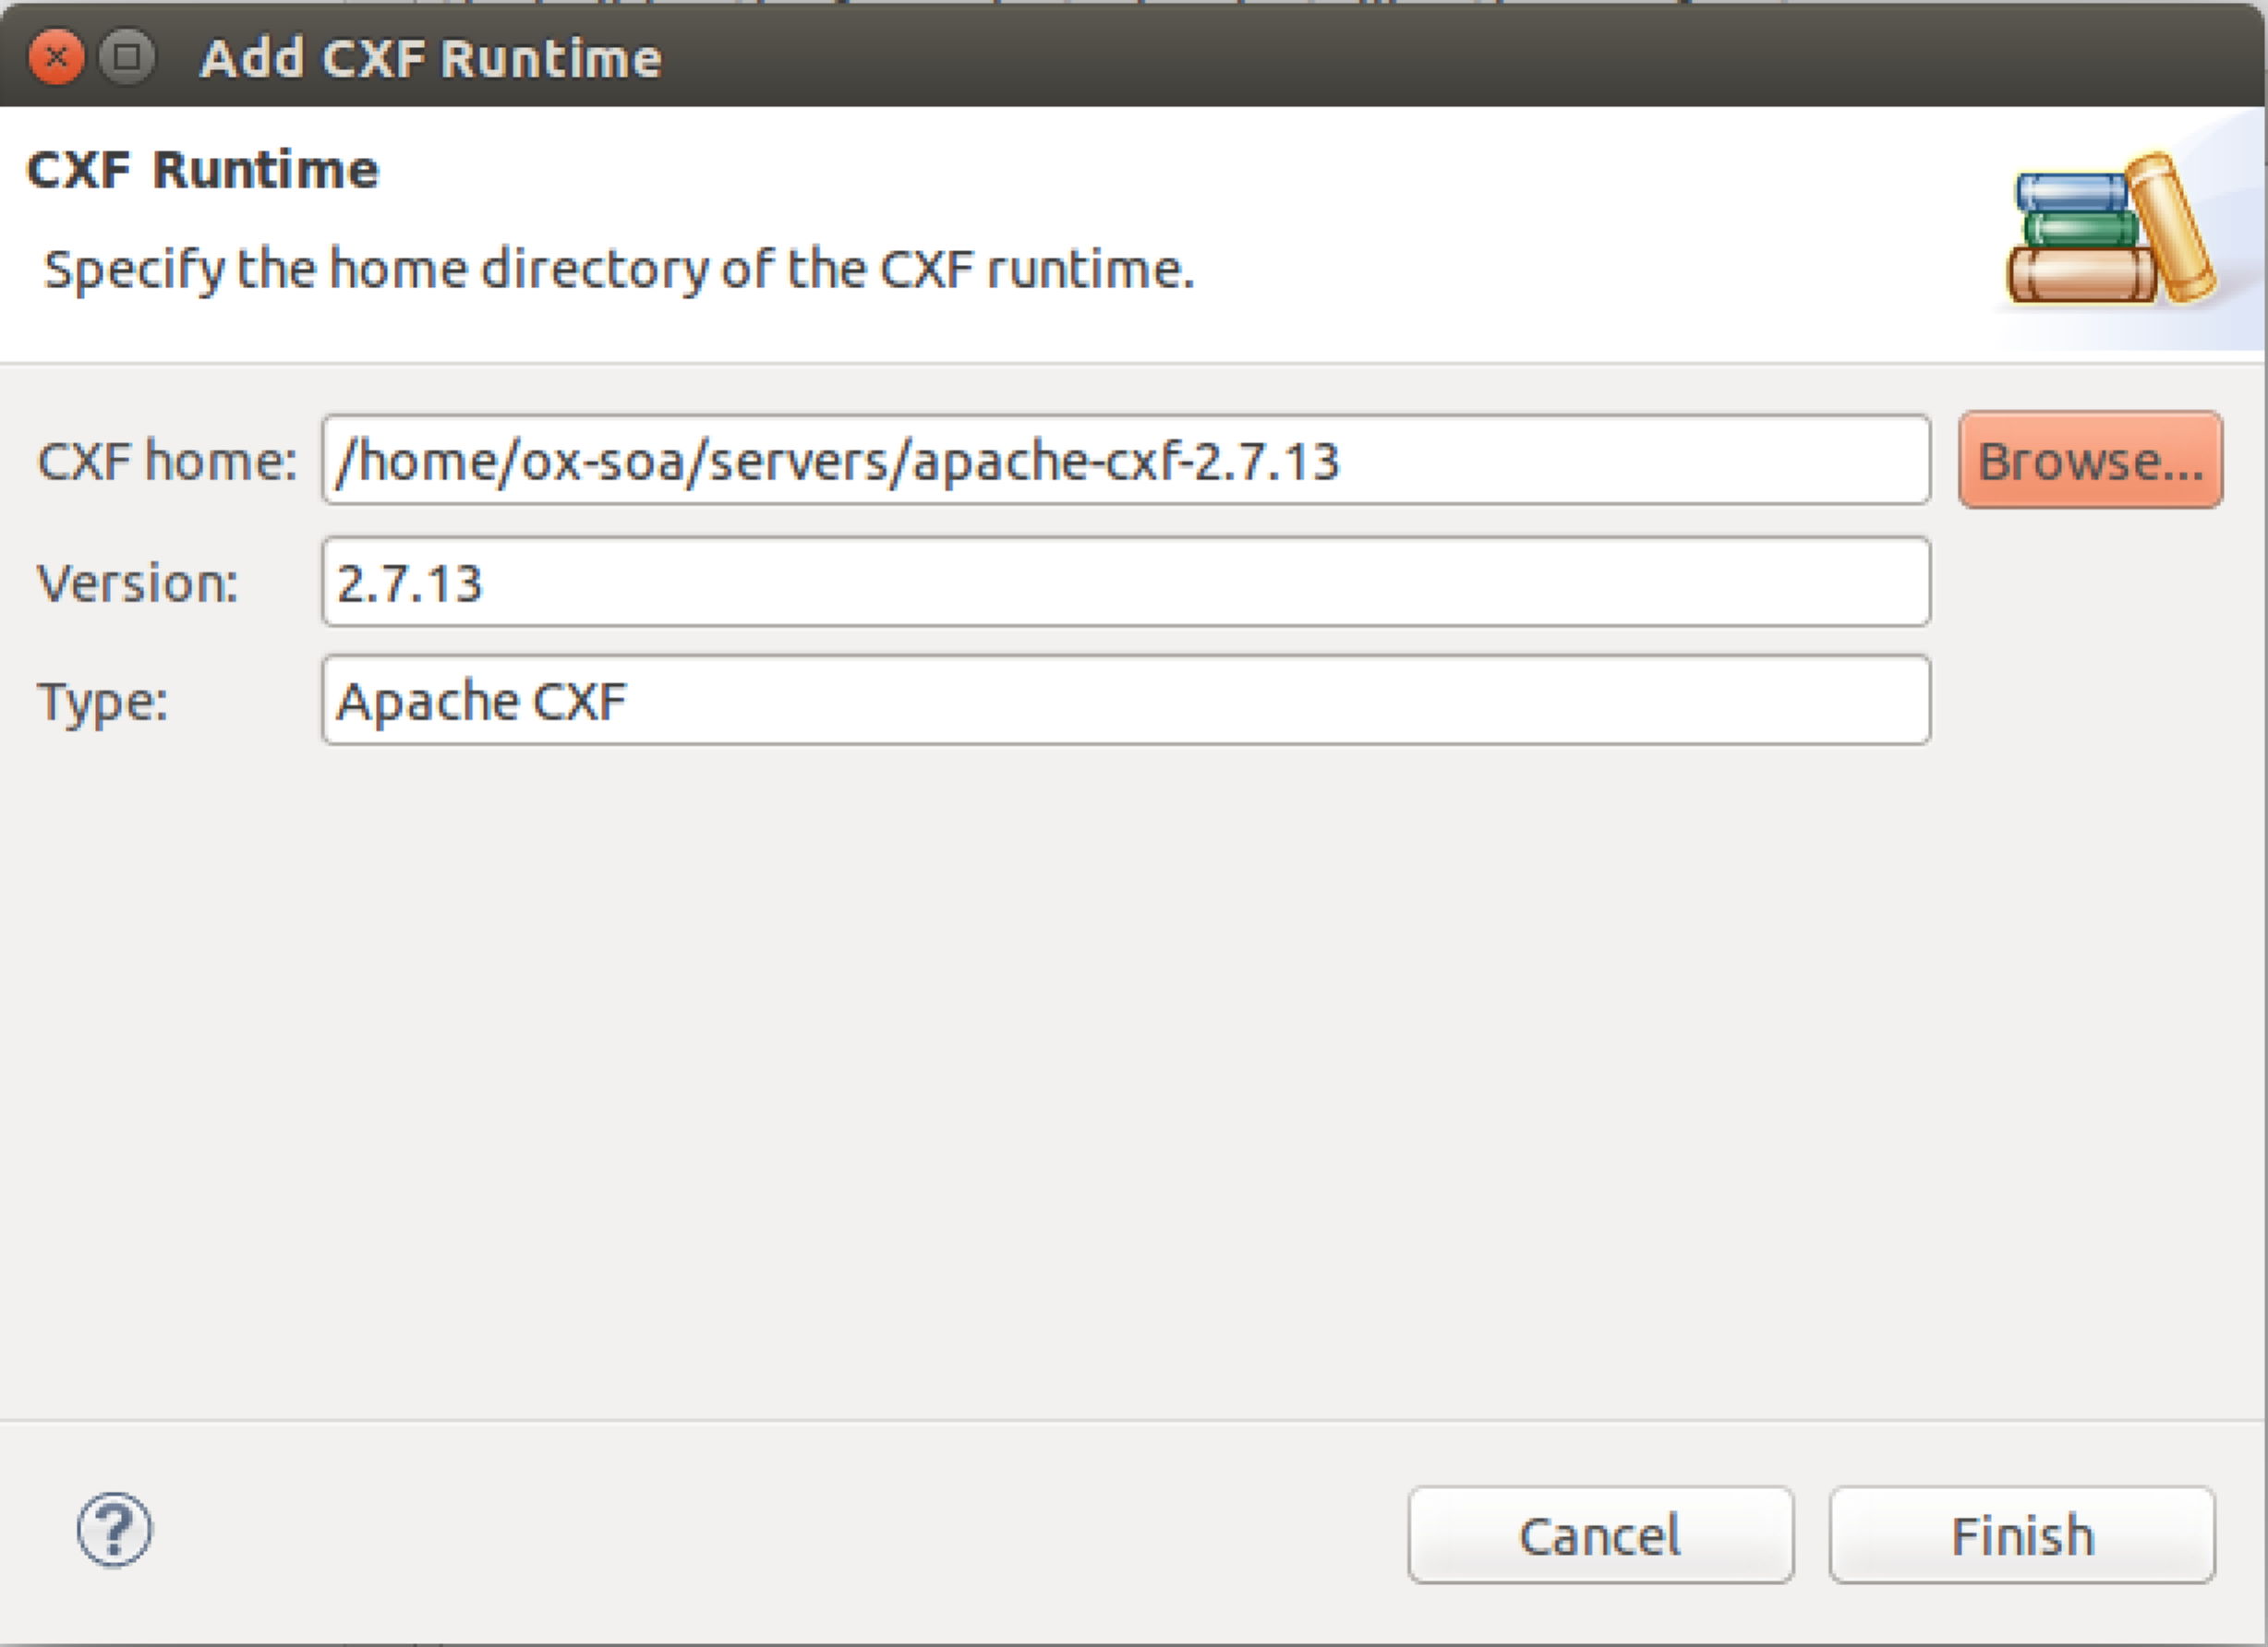 Add CXF Runtime
CXF Runtime
Specify the home directory of the CXF runtime.
CXF home: /home/ox-soa/servers/apache-cxf-2.7.13 Browse...
Version: 2.7.13
Type: Apache CXF
? Cancel Finish